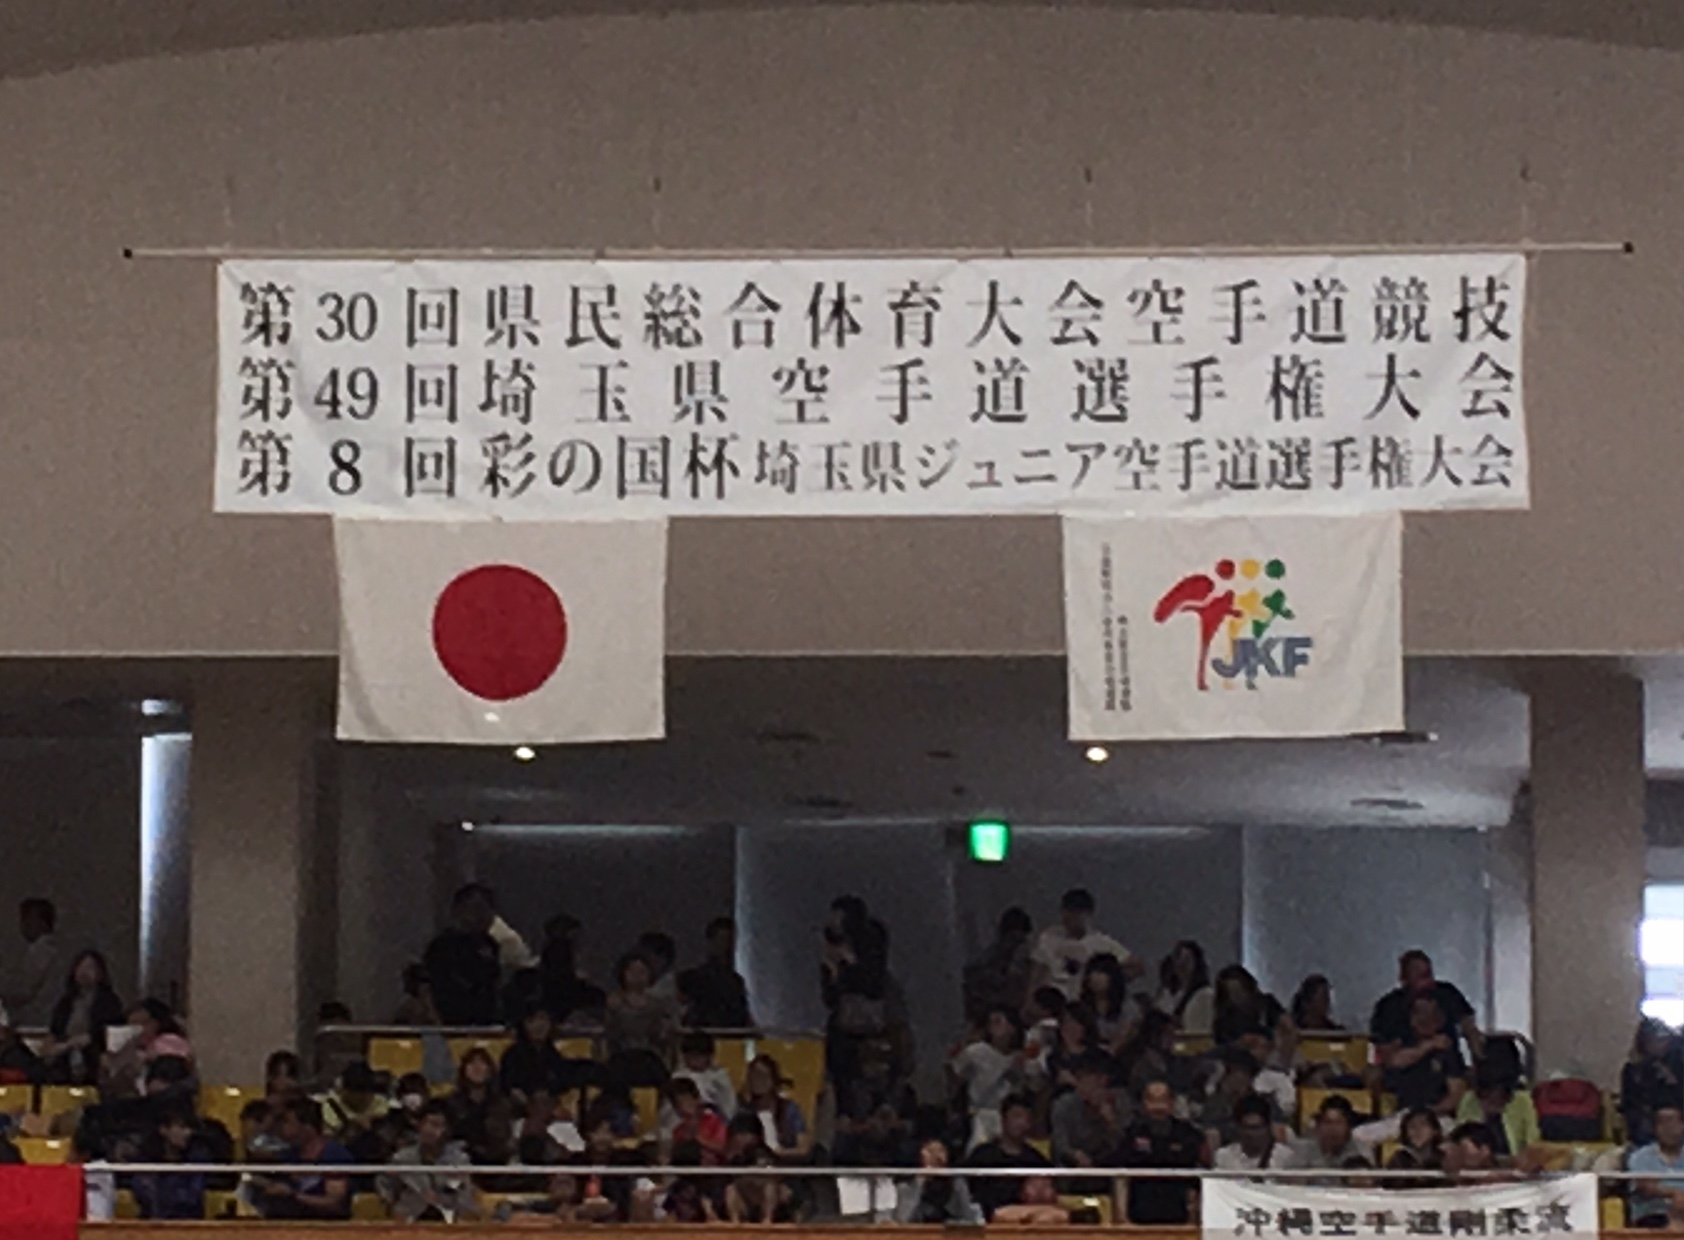 第30回県民総合体育大会空手道競技
第49回埼玉県空手道選手権大会
第8回彩の国杯埼玉県ジュニア空手道選手権大会
JKF
沖縄空手道剛柔流